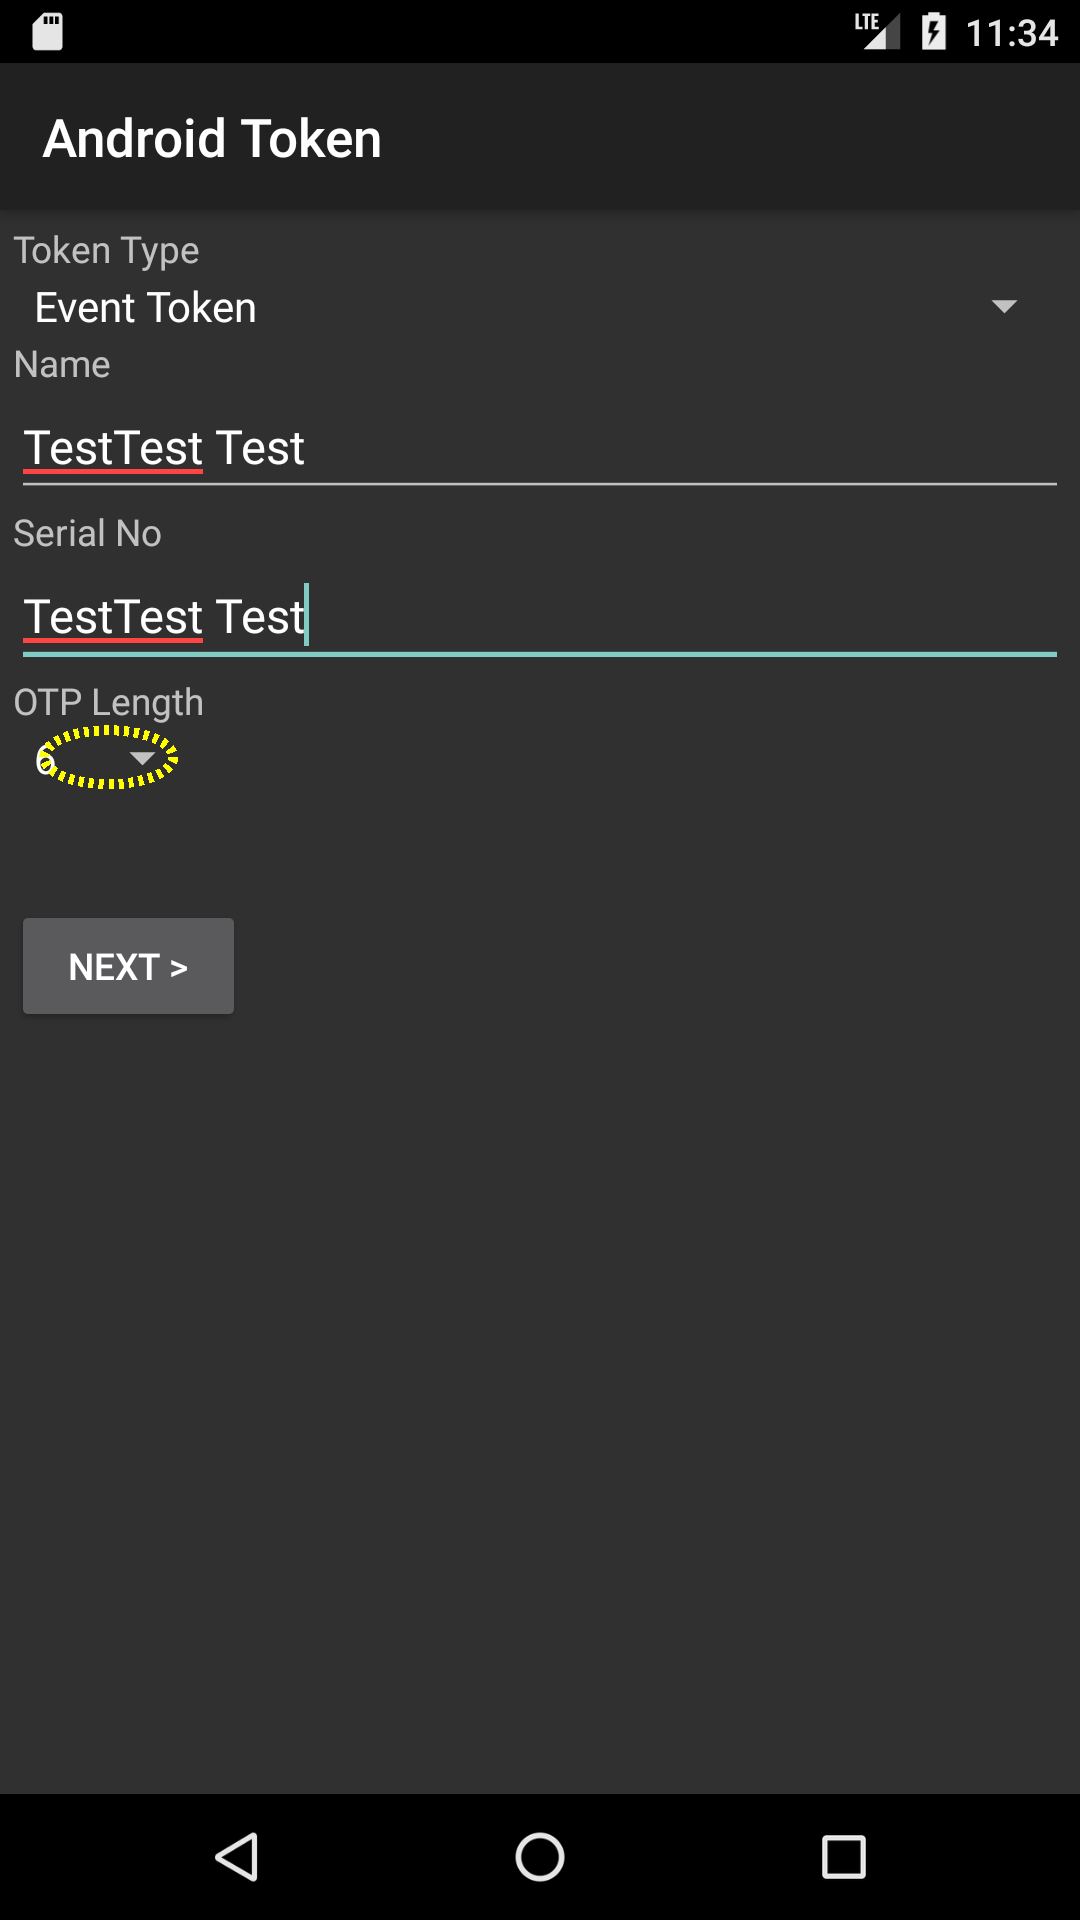 LTE 11:34
Android Token
Token Type
Event Token
Name
TestTest Test
Serial No
TestTest Test
OTP Length
6
NEXT >